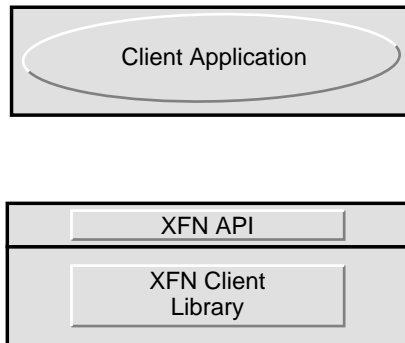 Client Application
XFN API
XFN Client
Library